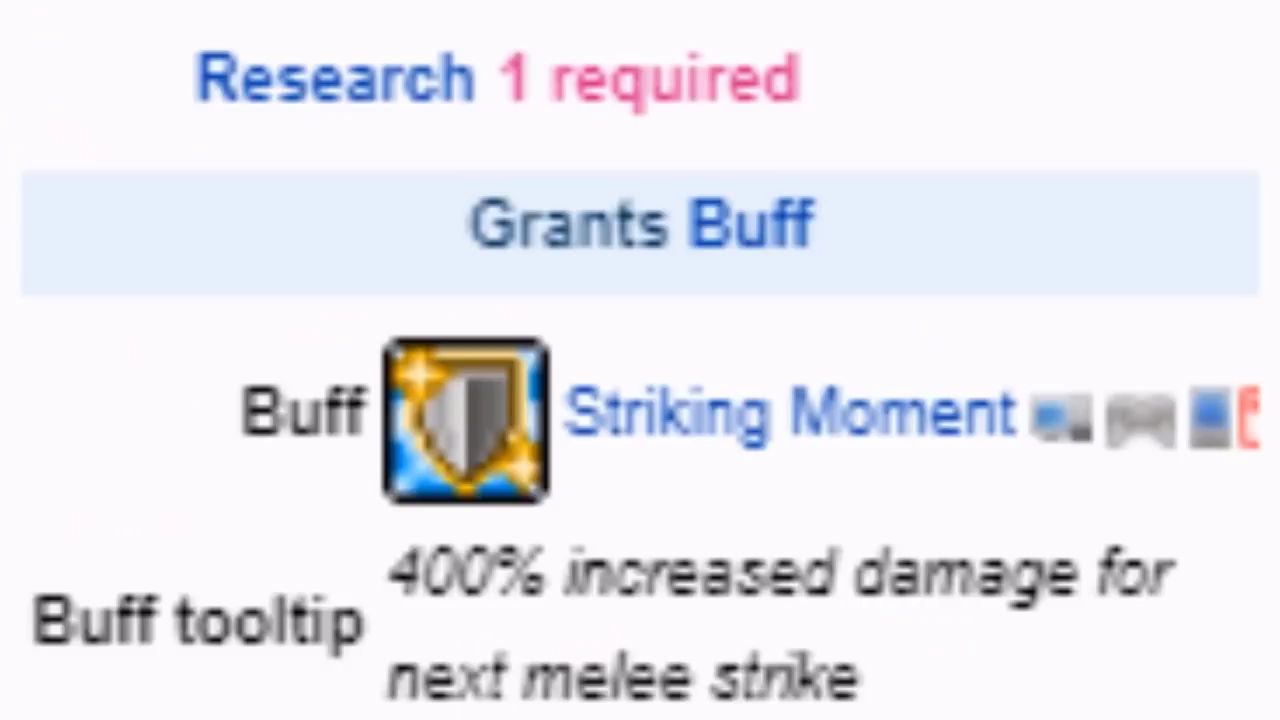 Research 1 required
Grants Buff
Buff Striking Moment
400% increased damage for
Buff tooltip
next melee strike